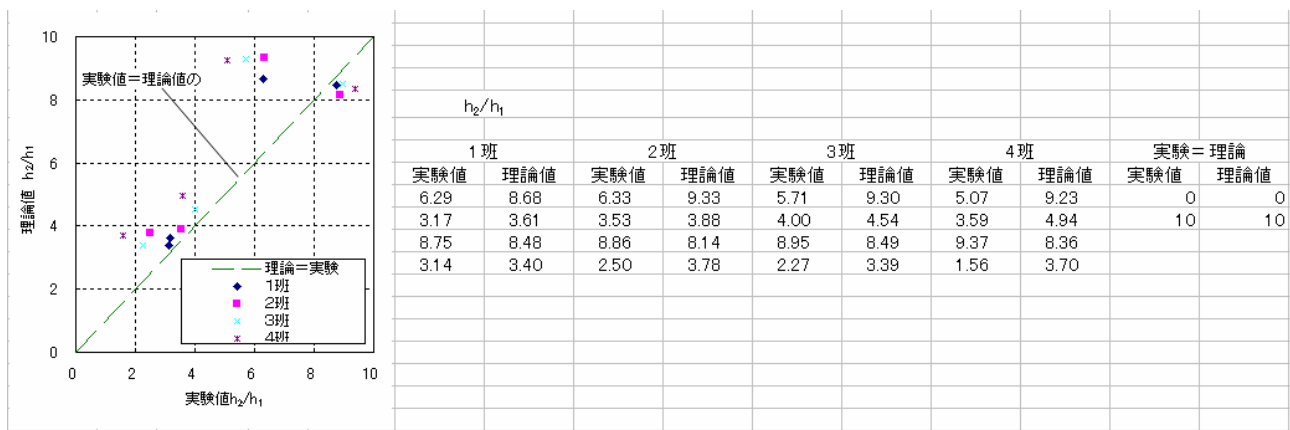 10
実験値=理論値の
8
6
4
2
0
理論値 h₂/h₁
理論=実験
1班
2班
3班
4班
0 2 4 6 8 10
実験値h₂/h₁
h₂/h₁
1班 2班 3班 4班 実験=理論
実験値 理論値 実験値 理論値 実験値 理論値 実験値 理論値 実験値 理論値
6.29 8.68 6.33 9.33 5.71 9.30 5.07 9.23 0 0
3.17 3.61 3.53 3.88 4.00 4.54 3.59 4.94 10 10
8.75 8.48 8.86 8.14 8.95 8.49 9.37 8.36
3.14 3.40 2.50 3.78 2.27 3.39 1.56 3.70